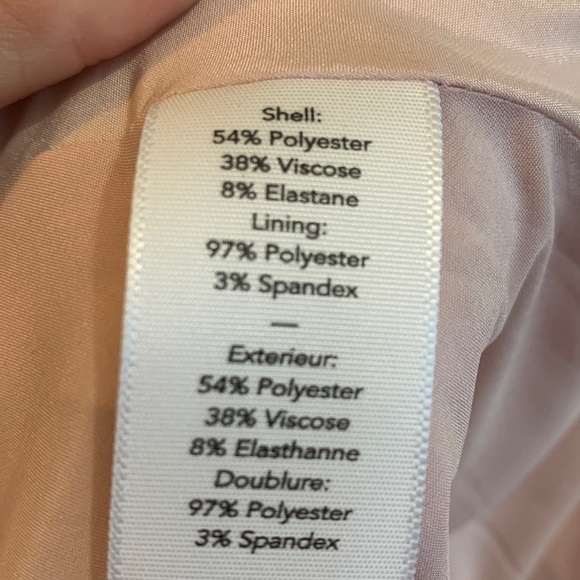 Shell:
54% Polyester
38% Viscose
8% Elastane
Lining:
97% Polyester
3% Spandex
—
Exterieur:
54% Polyester
38% Viscose
8% Elasthanne
Doublure:
97% Polyester
3% Spandex